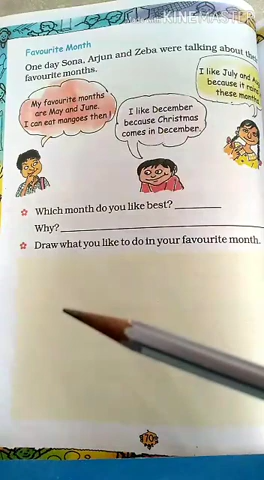 KINEMASTER
Favourite Month
One day Sona, Arjun and Zeba were talking about their
favourite months.
My favourite months
are May and June.
I can eat mangoes then!
I like December
because Christmas
comes in December.
I like July and
because it
these months.
Which month do you like best?
Why?
Draw what you like to do in your favourite month.
70